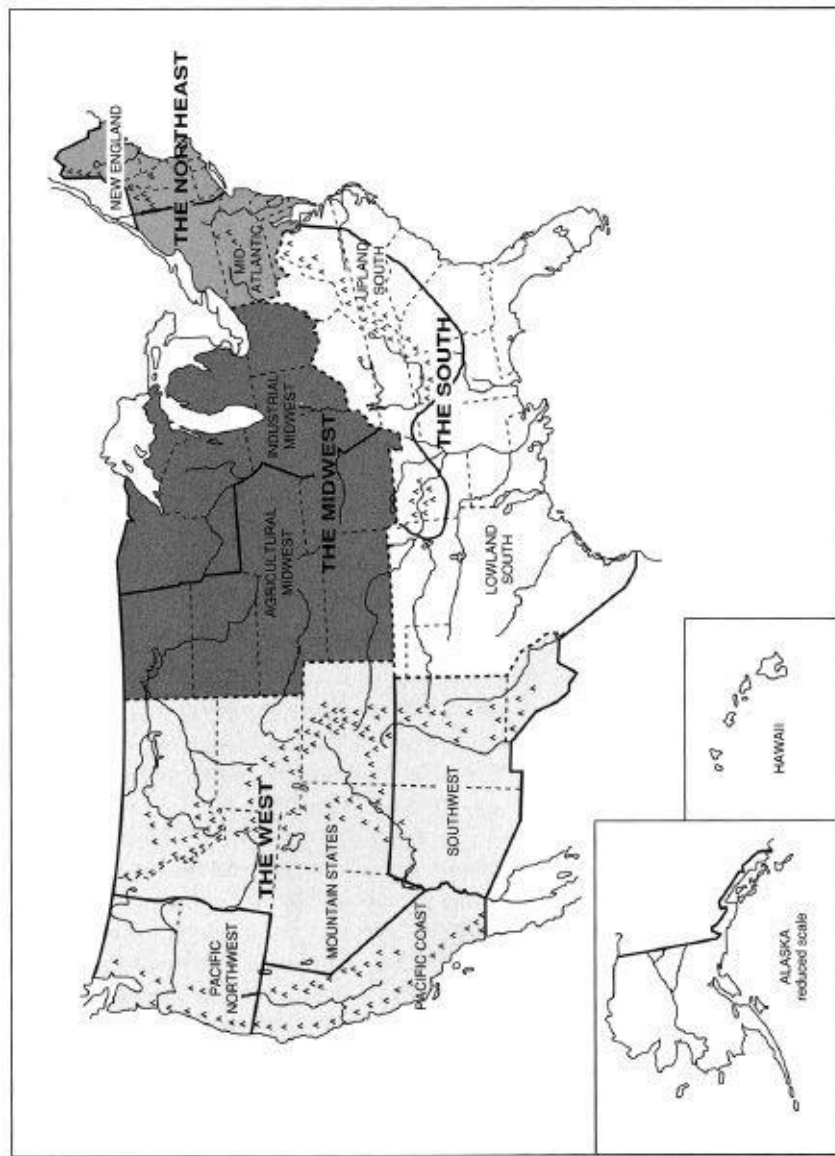 THE WEST
PACIFIC
NORTHWEST
MOUNTAIN STATES
PACIFIC COAST
SOUTHWEST
THE MIDWEST
AGRICULTURAL
MIDWEST
INDUSTRIAL
MIDWEST
THE NORTHEAST
NEW ENGLAND
MID-
ATLANTIC
THE SOUTH
UPLAND
SOUTH
LOWLAND
SOUTH
ALASKA
reduced scale
HAWAII